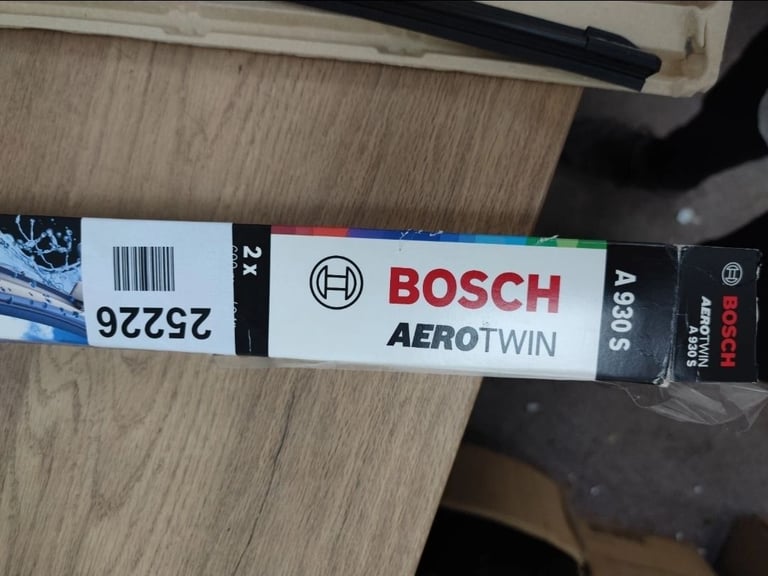 25226
2 x
BOSCH
AEROTWIN
A 930 S
BOSCH
AEROTWIN
A 930 S